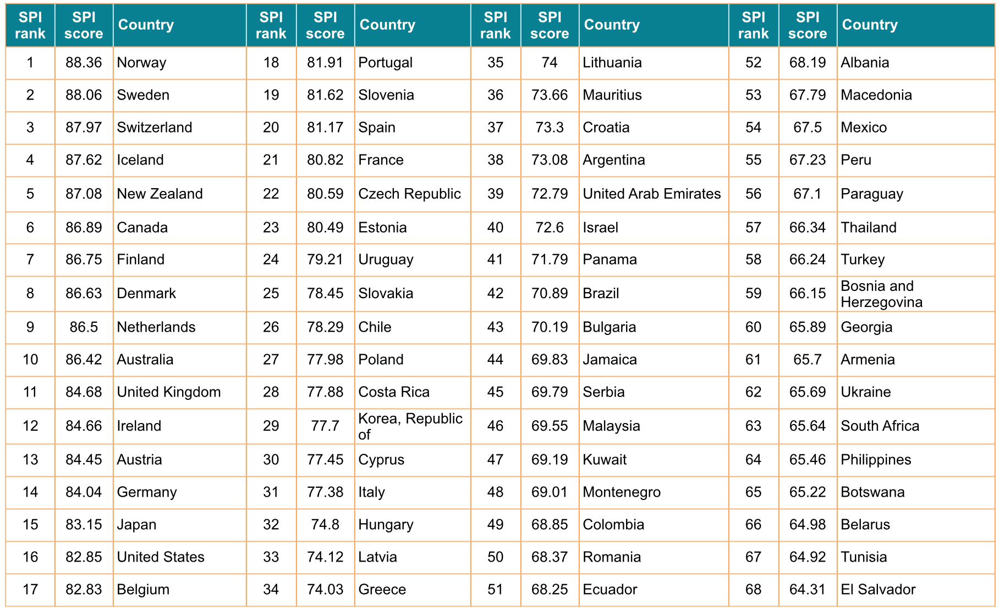 SPI rank SPI score Country SPI rank SPI score Country SPI rank SPI score Country SPI rank SPI score Country
1 88.36 Norway 18 81.91 Portugal 35 74 Lithuania 52 68.19 Albania
2 88.06 Sweden 19 81.62 Slovenia 36 73.66 Mauritius 53 67.79 Macedonia
3 87.97 Switzerland 20 81.17 Spain 37 73.3 Croatia 54 67.5 Mexico
4 87.62 Iceland 21 80.82 France 38 73.08 Argentina 55 67.23 Peru
5 87.08 New Zealand 22 80.59 Czech Republic 39 72.79 United Arab Emirates 56 67.1 Paraguay
6 86.89 Canada 23 80.49 Estonia 40 72.6 Israel 57 66.34 Thailand
7 86.75 Finland 24 79.21 Uruguay 41 71.79 Panama 58 66.24 Turkey
8 86.63 Denmark 25 78.45 Slovakia 42 70.89 Brazil 59 66.15 Bosnia and Herzegovina
9 86.5 Netherlands 26 78.29 Chile 43 70.19 Bulgaria 60 65.89 Georgia
10 86.42 Australia 27 77.98 Poland 44 69.83 Jamaica 61 65.7 Armenia
11 84.68 United Kingdom 28 77.88 Costa Rica 45 69.79 Serbia 62 65.69 Ukraine
12 84.66 Ireland 29 77.7 Korea, Republic of 46 69.55 Malaysia 63 65.64 South Africa
13 84.45 Austria 30 77.45 Cyprus 47 69.19 Kuwait 64 65.46 Philippines
14 84.04 Germany 31 77.38 Italy 48 69.01 Montenegro 65 65.22 Botswana
15 83.15 Japan 32 74.8 Hungary 49 68.85 Colombia 66 64.98 Belarus
16 82.85 United States 33 74.12 Latvia 50 68.37 Romania 67 64.92 Tunisia
17 82.83 Belgium 34 74.03 Greece 51 68.25 Ecuador 68 64.31 El Salvador